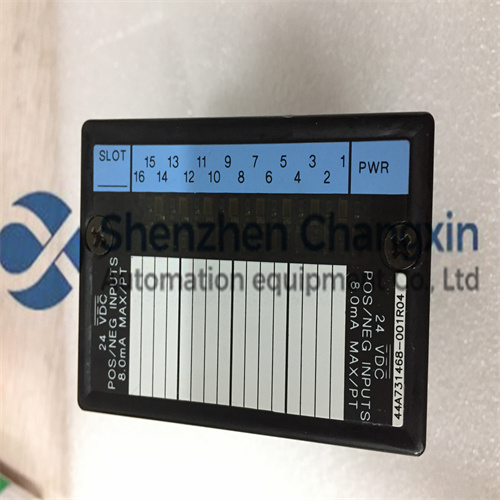 SLOT
15 13 11 9 7 5 3 1
16 14 12 10 8 6 4 2
PWR
Shenzhen Changxin
Automation equipment Co, Ltd
24 VDC
POS/NEG INPUTS
8.0mA MAX/PT
24 VDC
POS/NEG INPUTS
8.0mA MAX/PT
44A731468-001R04